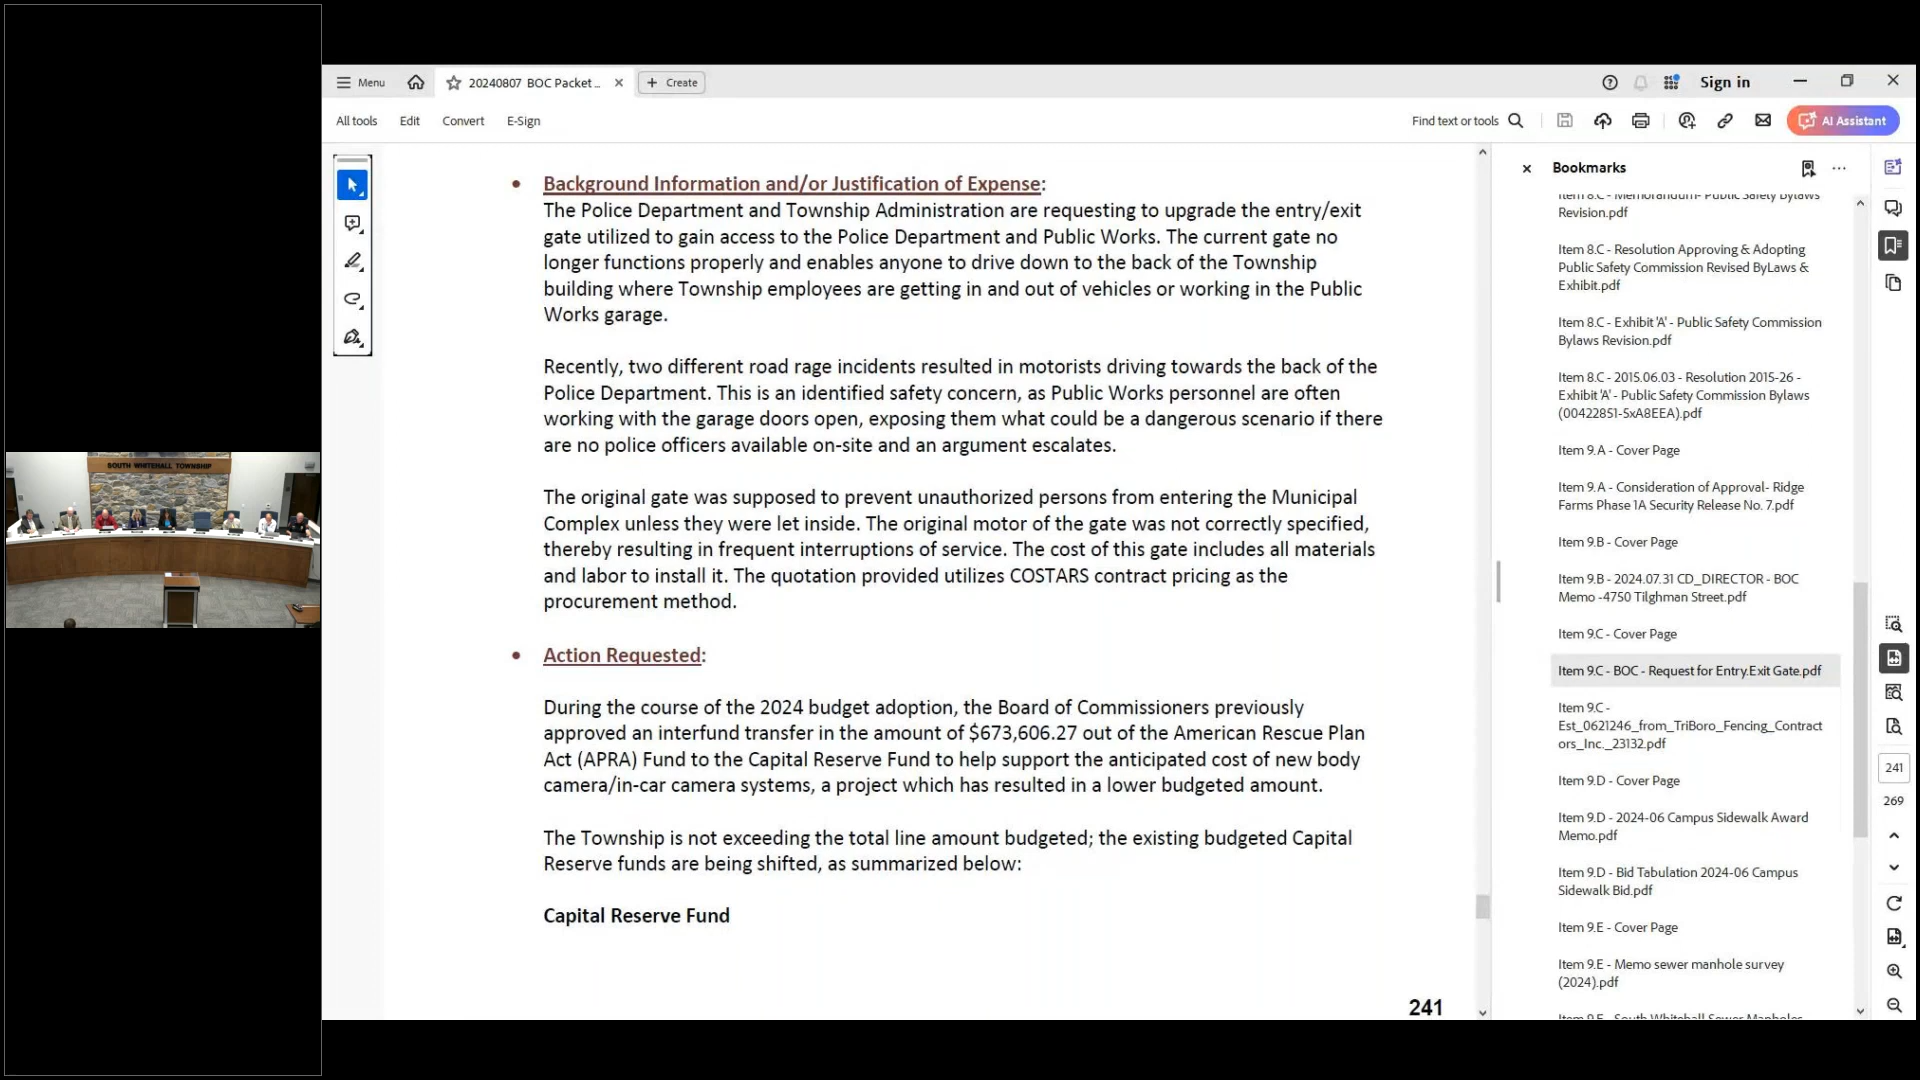 Menu
20240807 BOC Packet ...
Create
Sign in
All tools
Edit
Convert
E-Sign
Find text or tools
AI Assistant
SOUTH WHITEHALL TOWNSHIP
• Background Information and/or Justification of Expense:
The Police Department and Township Administration are requesting to upgrade the entry/exit
gate utilized to gain access to the Police Department and Public Works. The current gate no
longer functions properly and enables anyone to drive down to the back of the Township
building where Township employees are getting in and out of vehicles or working in the Public
Works garage.
Recently, two different road rage incidents resulted in motorists driving towards the back of the
Police Department. This is an identified safety concern, as Public Works personnel are often
working with the garage doors open, exposing them what could be a dangerous scenario if there
are no police officers available on-site and an argument escalates.
The original gate was supposed to prevent unauthorized persons from entering the Municipal
Complex unless they were let inside. The original motor of the gate was not correctly specified,
thereby resulting in frequent interruptions of service. The cost of this gate includes all materials
and labor to install it. The quotation provided utilizes COSTARS contract pricing as the
procurement method.
• Action Requested:
During the course of the 2024 budget adoption, the Board of Commissioners previously
approved an interfund transfer in the amount of $673,606.27 out of the American Rescue Plan
Act (APRA) Fund to the Capital Reserve Fund to help support the anticipated cost of new body
camera/in-car camera systems, a project which has resulted in a lower budgeted amount.
The Township is not exceeding the total line amount budgeted; the existing budgeted Capital
Reserve funds are being shifted, as summarized below:
Capital Reserve Fund
241
Bookmarks
Item 8.C - Memorandum- Public Safety Bylaws
Revision.pdf
Item 8.C - Resolution Approving & Adopting
Public Safety Commission Revised ByLaws &
Exhibit.pdf
Item 8.C - Exhibit 'A' - Public Safety Commission
Bylaws Revision.pdf
Item 8.C - 2015.06.03 - Resolution 2015-26 -
Exhibit 'A' - Public Safety Commission Bylaws
(00422851-5xA8EEA).pdf
Item 9.A - Cover Page
Item 9.A - Consideration of Approval- Ridge
Farms Phase 1A Security Release No. 7.pdf
Item 9.B - Cover Page
Item 9.B - 2024.07.31 CD_DIRECTOR - BOC
Memo -4750 Tilghman Street.pdf
Item 9.C - Cover Page
Item 9.C - BOC - Request for Entry.Exit Gate.pdf
Item 9.C -
Est_0621246_from_TriBoro_Fencing_Contract
ors_Inc._23132.pdf
Item 9.D - Cover Page
Item 9.D - 2024-06 Campus Sidewalk Award
Memo.pdf
Item 9.D - Bid Tabulation 2024-06 Campus
Sidewalk Bid.pdf
Item 9.E - Cover Page
Item 9.E - Memo sewer manhole survey
(2024).pdf
Item 9.E - South Whitehall Sewer Manholes
241
269